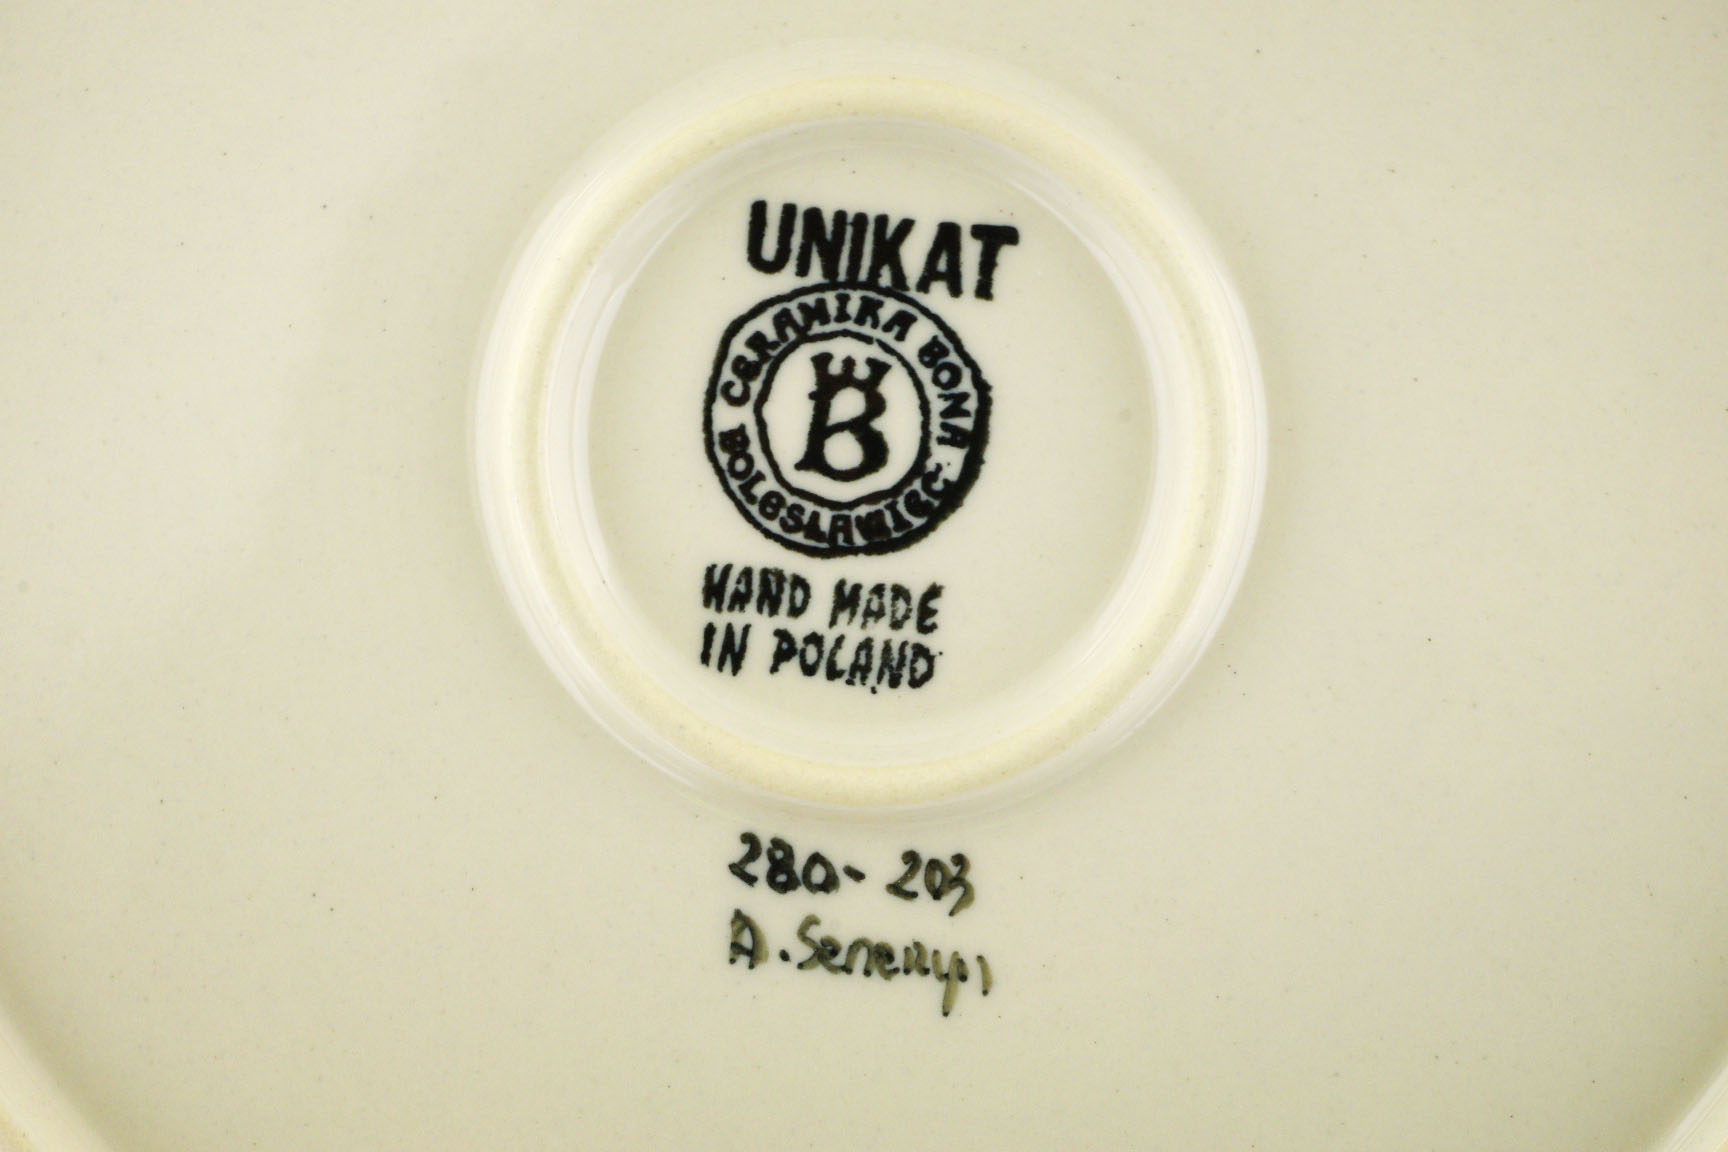 UNIKAT
CERAMIKA BONA
B
BOLESŁAWIEC
HAND MADE
IN POLAND
280-203
A.